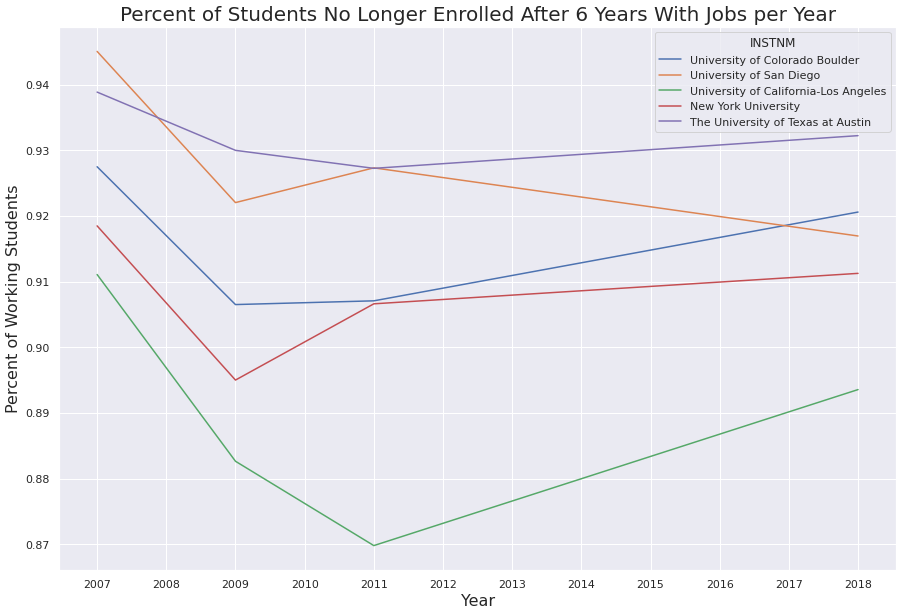 Percent of Students No Longer Enrolled After 6 Years With Jobs per Year
INSTNM
University of Colorado Boulder
University of San Diego
University of California-Los Angeles
New York University
The University of Texas at Austin
Percent of Working Students
0.94
0.93
0.92
0.91
0.90
0.89
0.88
0.87
2007 2008 2009 2010 2011 2012 2013 2014 2015 2016 2017 2018
Year